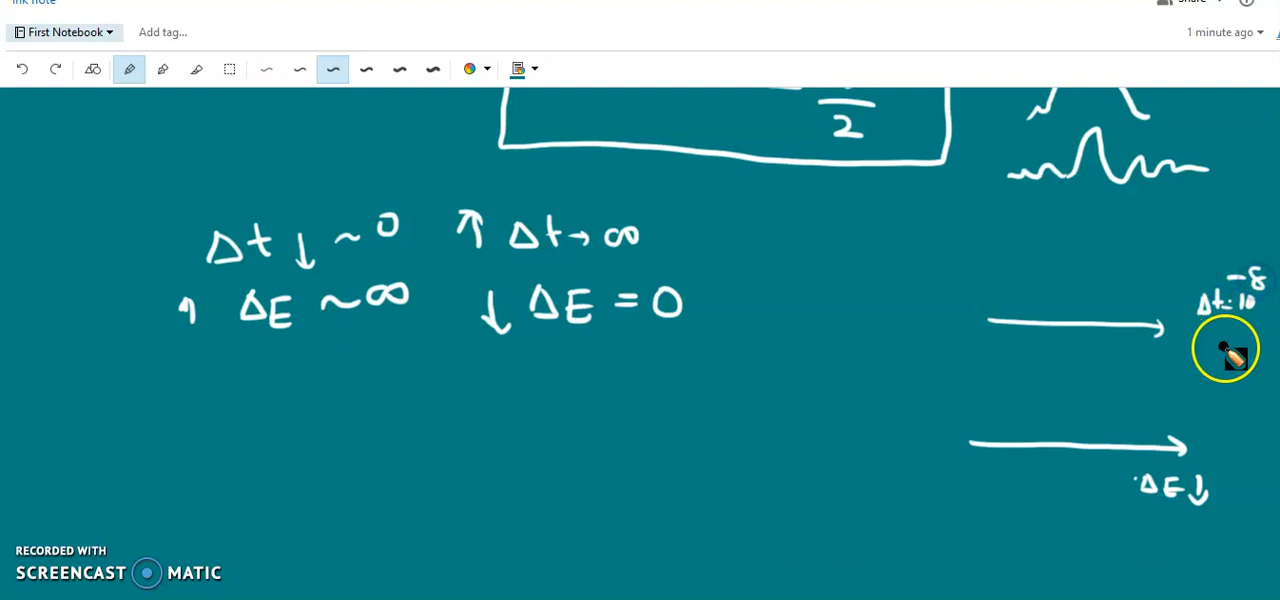 Ink note
Share
First Notebook
Add tag...
1 minute ago
2
Δt ↓ ~ 0 ↑ Δt → ∞
↑ ΔE ~ ∞ ↓ ΔE = 0
-8
Δt = 10
ΔE ↓
RECORDED WITH
SCREENCAST MATIC